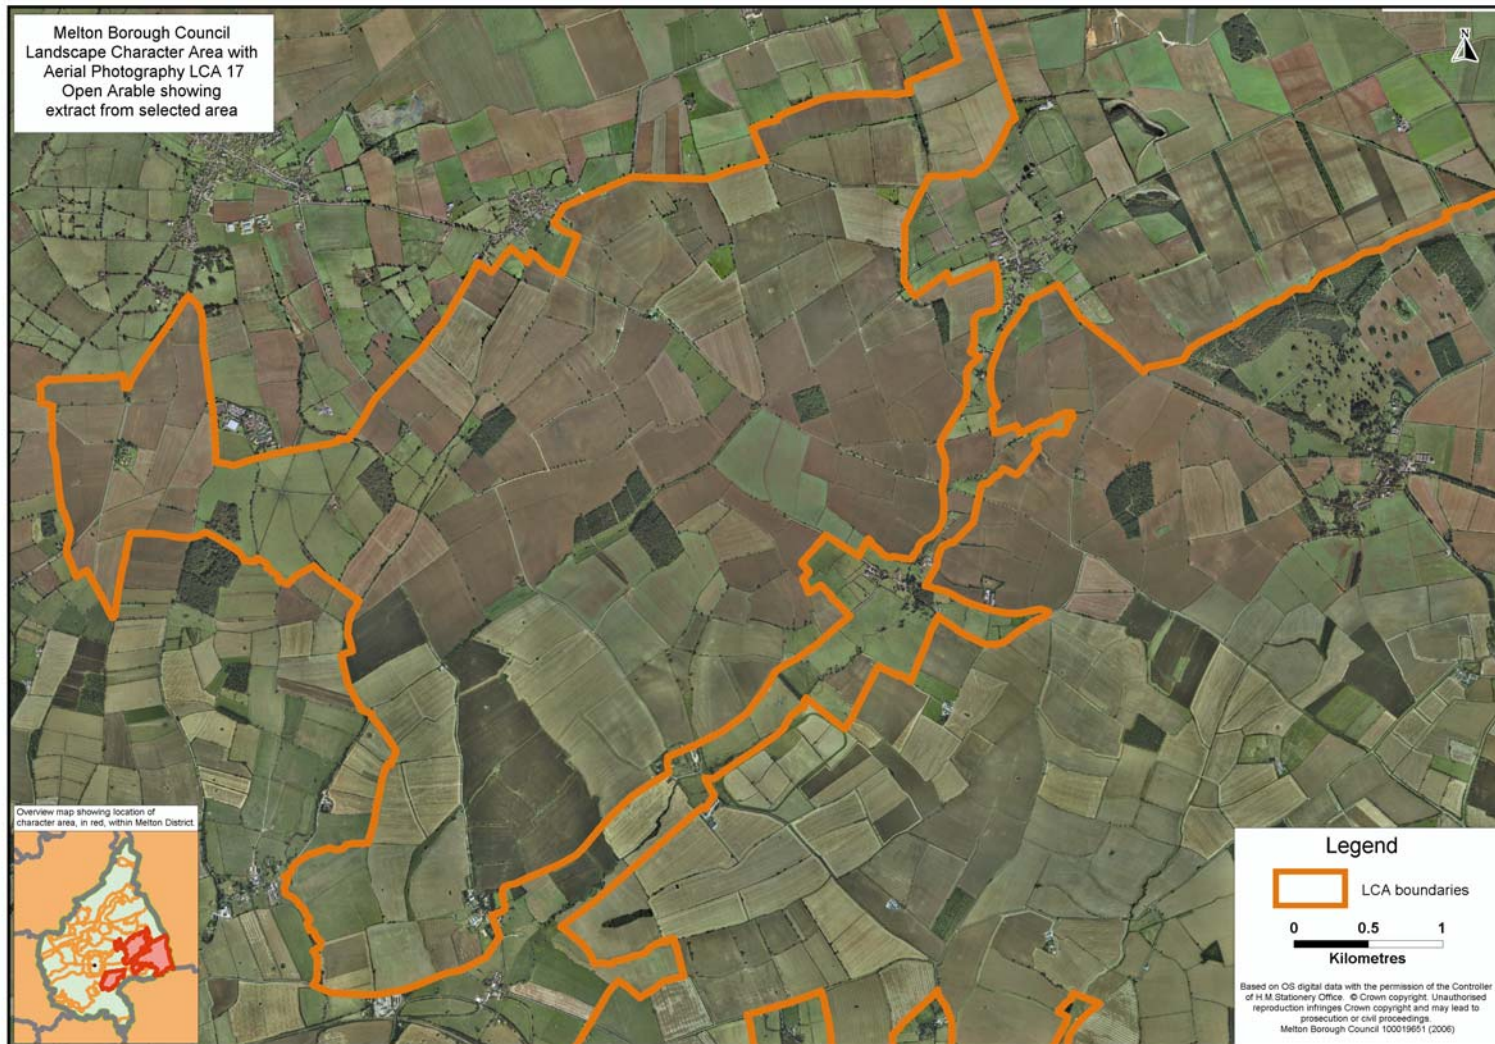 Melton Borough Council
Landscape Character Area with
Aerial Photography LCA 17
Open Arable showing
extract from selected area
N
Overview map showing location of
character area, in red, within Melton District.
Legend
LCA boundaries
0 0.5 1
Kilometres
Based on OS digital data with the permission of the Controller
of H.M.Stationery Office. © Crown copyright. Unauthorised
reproduction infringes Crown copyright and may lead to
prosecution or civil proceedings.
Melton Borough Council 100019651 (2006)